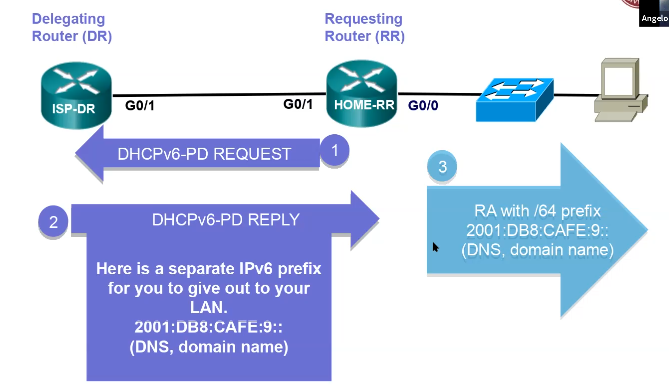 Delegating
Router (DR)
Requesting
Router (RR)
Angelo
ISP-DR
G0/1
G0/1
HOME-RR
G0/0
DHCPv6-PD REQUEST
1
2
DHCPv6-PD REPLY
Here is a separate IPv6 prefix
for you to give out to your
LAN.
2001:DB8:CAFE:9::
(DNS, domain name)
3
RA with /64 prefix
2001:DB8:CAFE:9::
(DNS, domain name)